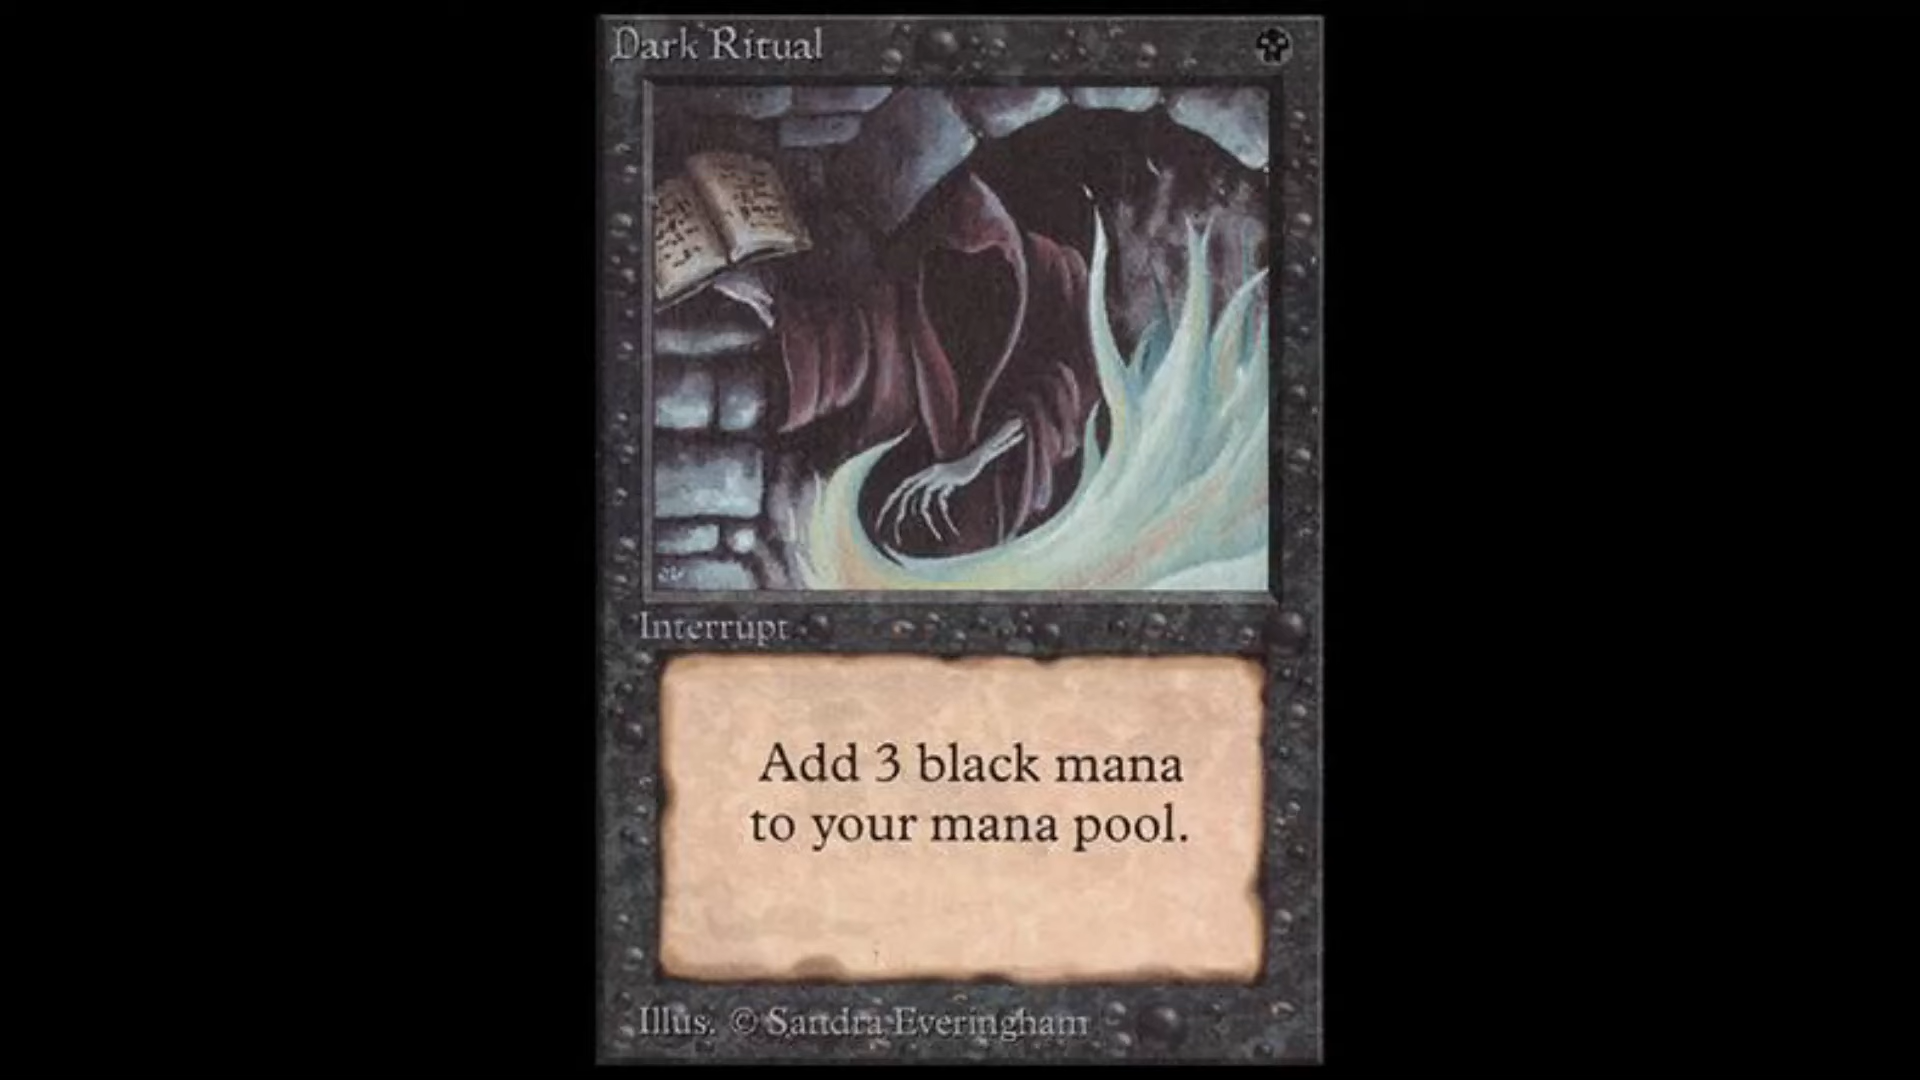 Dark Ritual
Interrupt
Add 3 black mana
to your mana pool.
Illus. © Sandra Everingham